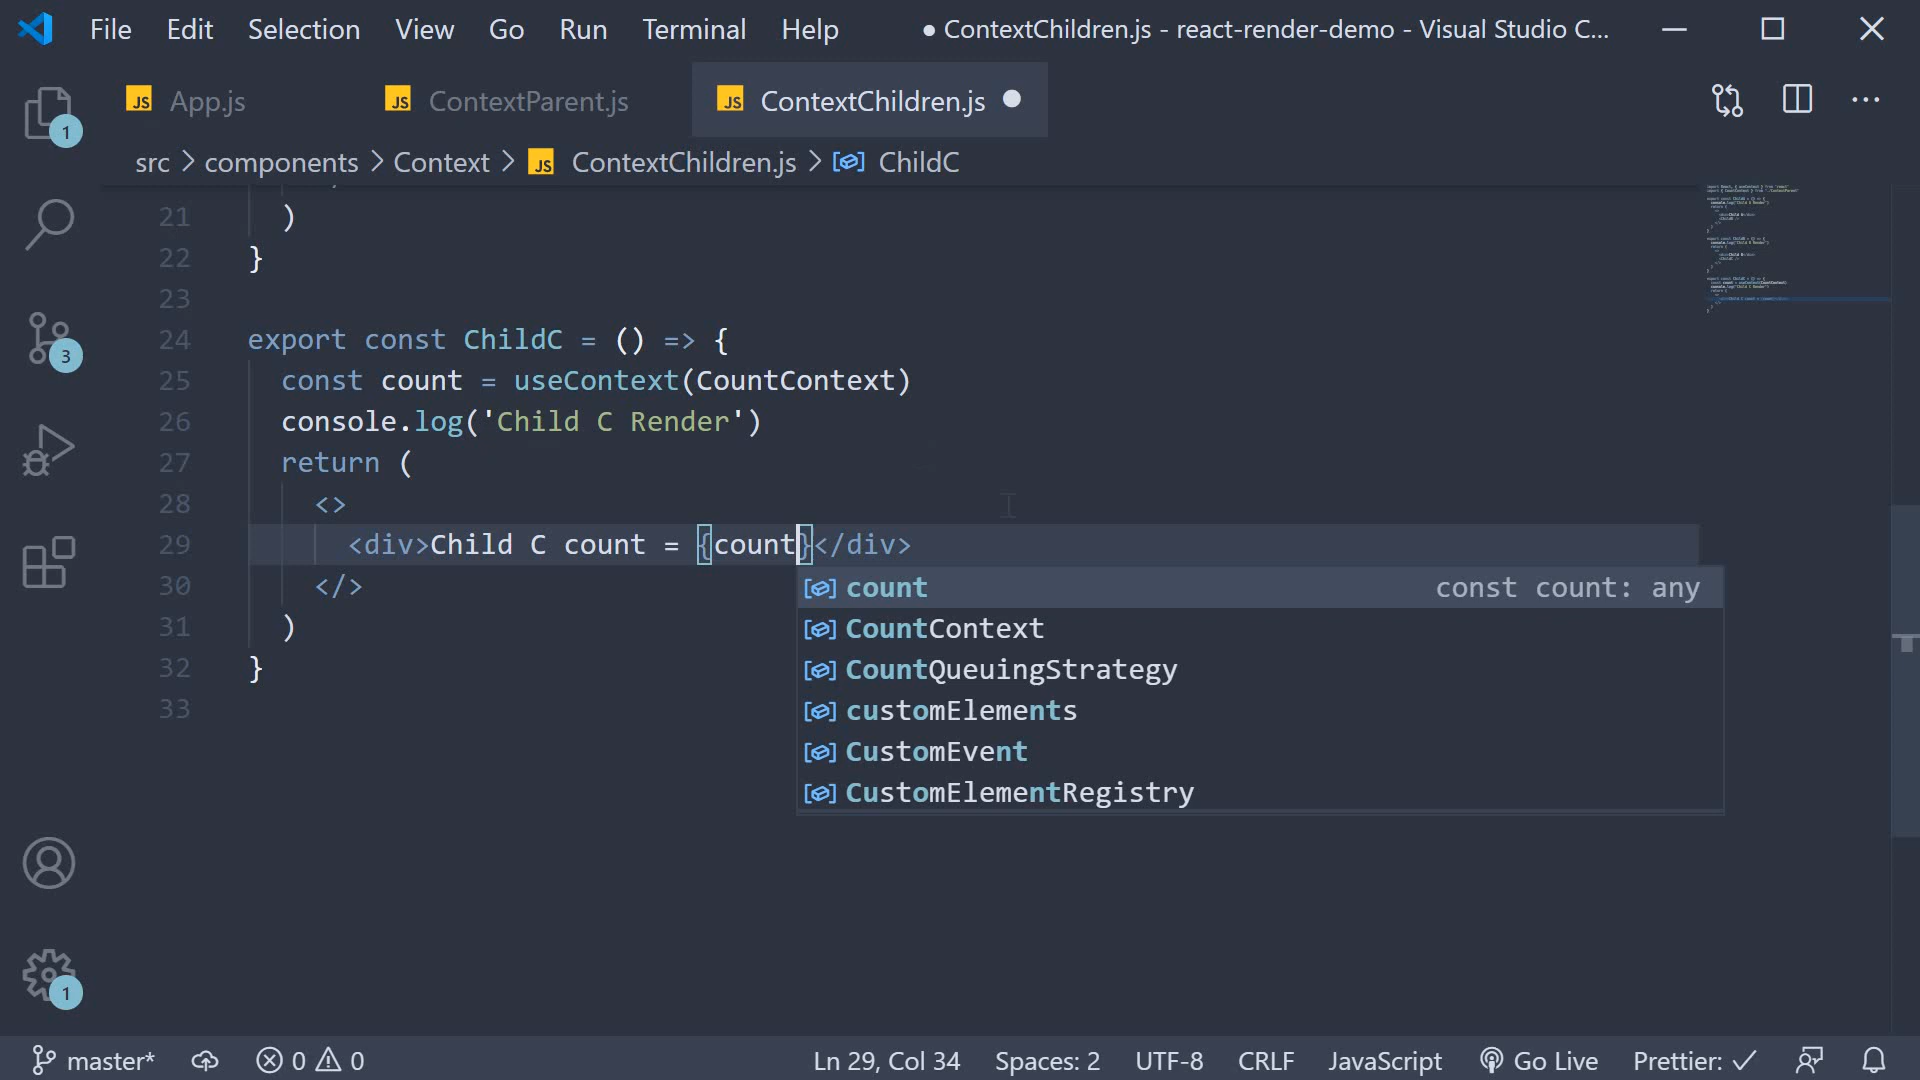 File Edit Selection View Go Run Terminal Help ● ContextChildren.js - react-render-demo - Visual Studio C...
JS App.js JS ContextParent.js JS ContextChildren.js
src > components > Context > JS ContextChildren.js > ChildC
21 )
22 }
23
24 export const ChildC = () => {
25 const count = useContext(CountContext)
26 console.log('Child C Render')
27 return (
28 <>
29 <div>Child C count = {count}</div>
30 </>
31 )
32 }
33
count const count: any
CountContext
CountQueuingStrategy
customElements
CustomEvent
CustomElementRegistry
1
3
1
master* 0 0 Ln 29, Col 34 Spaces: 2 UTF-8 CRLF JavaScript Go Live Prettier: ✓